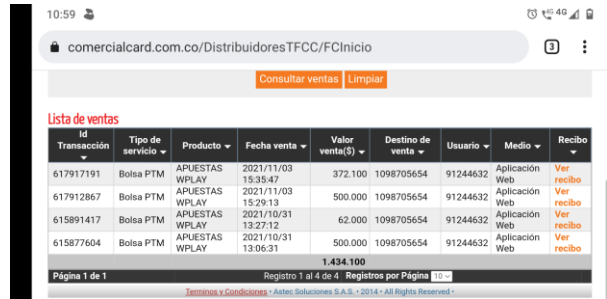 10:59
4G 4G
comercialcard.com.co/DistribuidoresTFCC/FCInicio 3
Consultar ventas Limpiar
Lista de ventas
Id Transacción Tipo de servicio Producto Fecha venta Valor venta($) Destino de venta Usuario Medio Recibo
617917191 Bolsa PTM APUESTAS WPLAY 2021/11/03 15:35:47 372.100 1098705654 91244632 Aplicación Web Ver recibo
617912867 Bolsa PTM APUESTAS WPLAY 2021/11/03 15:29:13 500.000 1098705654 91244632 Aplicación Web Ver recibo
615891417 Bolsa PTM APUESTAS WPLAY 2021/10/31 13:27:12 62.000 1098705654 91244632 Aplicación Web Ver recibo
615877604 Bolsa PTM APUESTAS WPLAY 2021/10/31 13:06:31 500.000 1098705654 91244632 Aplicación Web Ver recibo
1.434.100
Página 1 de 1 Registro 1 al 4 de 4 Registros por Página 10
Terminos y Condiciones • Astec Soluciones S.A.S. • 2014 • All Rights Reserved •